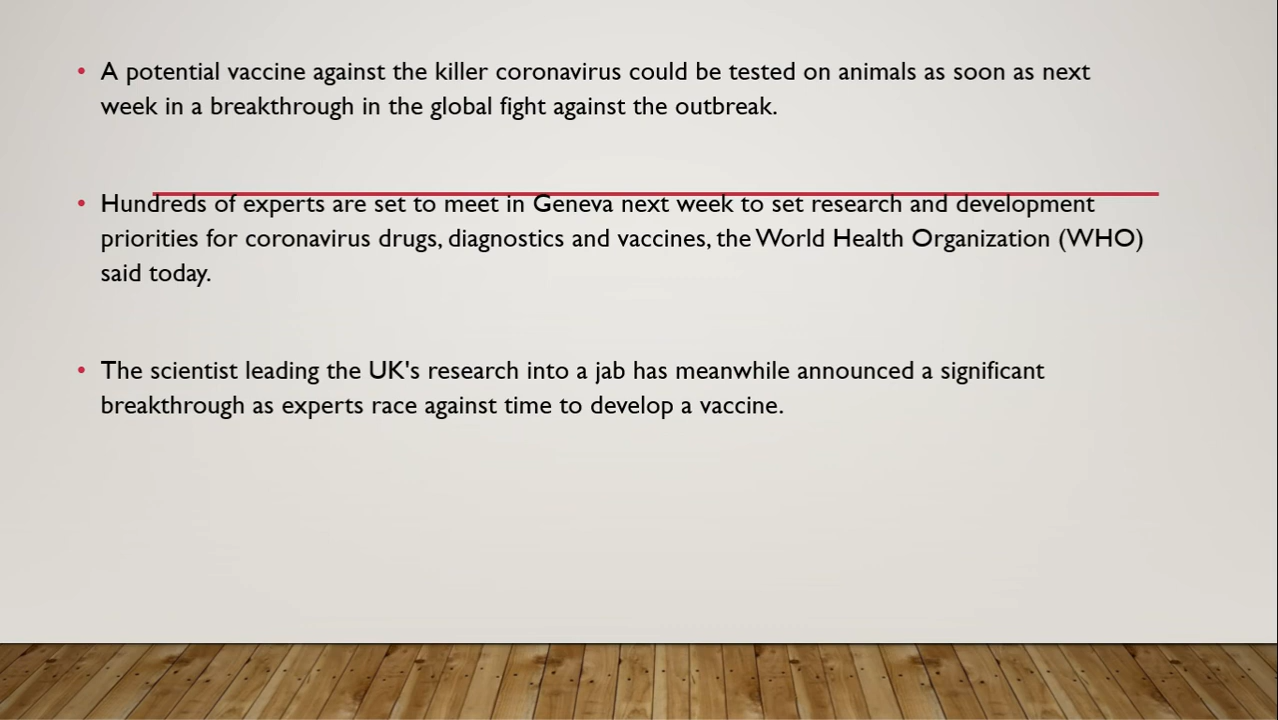 • A potential vaccine against the killer coronavirus could be tested on animals as soon as next
week in a breakthrough in the global fight against the outbreak.
• Hundreds of experts are set to meet in Geneva next week to set research and development
priorities for coronavirus drugs, diagnostics and vaccines, the World Health Organization (WHO)
said today.
• The scientist leading the UK's research into a jab has meanwhile announced a significant
breakthrough as experts race against time to develop a vaccine.